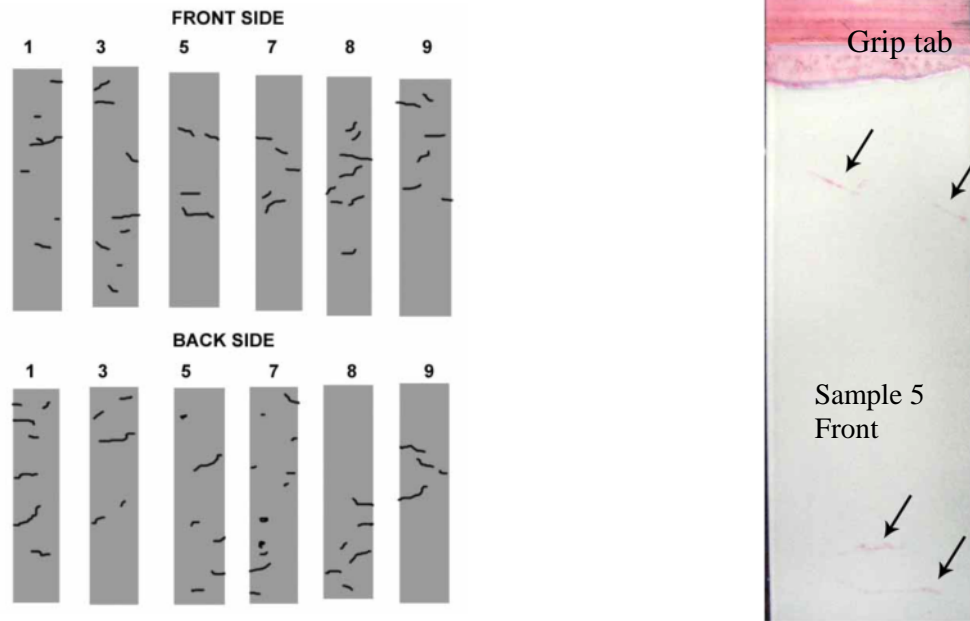 FRONT SIDE
1 3 5 7 8 9
BACK SIDE
1 3 5 7 8 9
Grip tab
Sample 5
Front